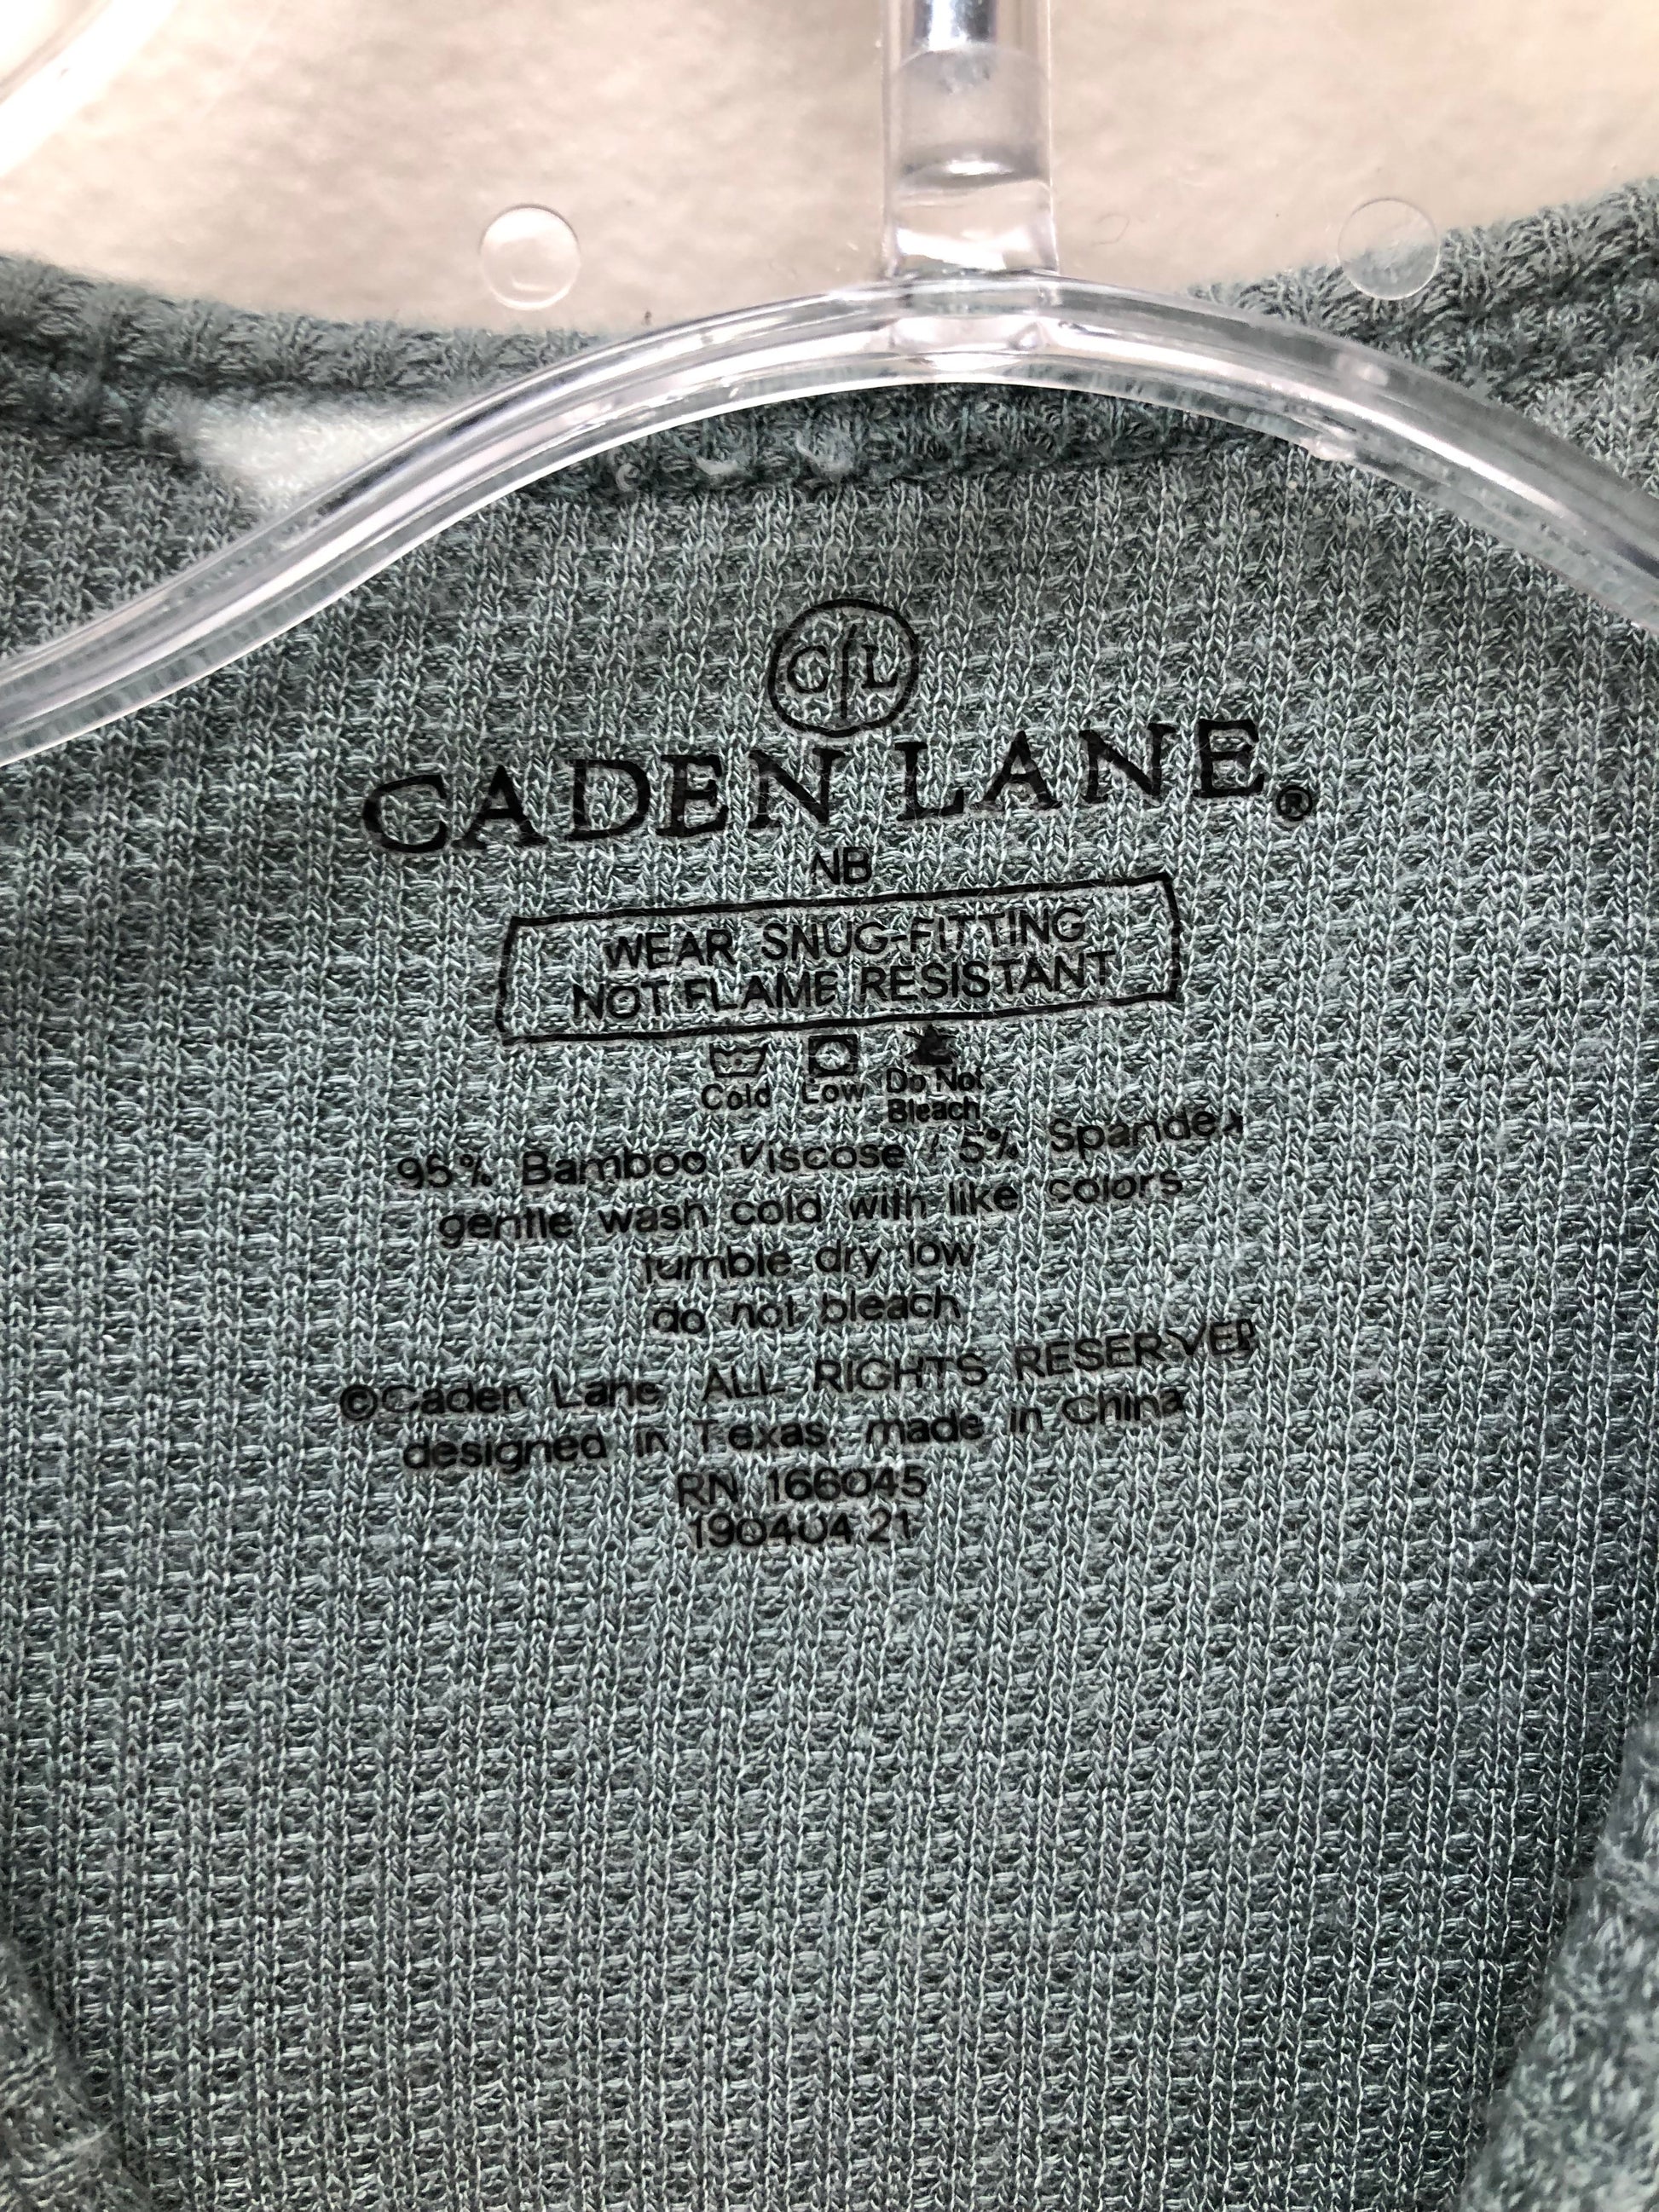 C L
CADEN LANE®
NB
WEAR SNUG-FITTING
NOT FLAME RESISTANT
Cold Low Do Not
Bleach
95% Bamboo Viscose / 5% Spandex
gentle wash cold with like colors
tumble dry low
do not bleach
©Caden Lane ALL RIGHTS RESERVED
designed in Texas, made in China
RN 166045
190404.21